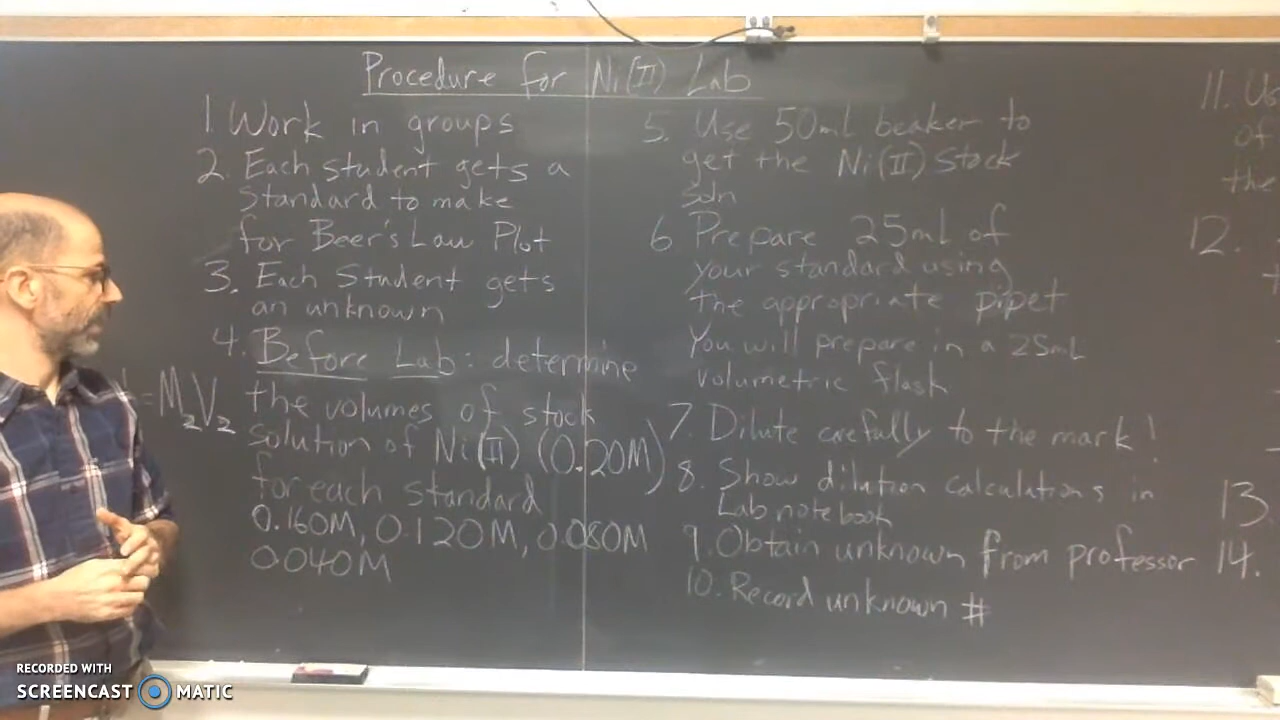 Procedure for Ni(II) Lab
1. Work in groups
2. Each student gets a
standard to make
for Beer's Law Plot
3. Each Student gets
an unknown
4. Before Lab: determine
the volumes of stock
solution of Ni(II) (0.20M)
for each standard
0.160M, 0.120M, 0.080M
0.040M
= M₂V₂
5. Use 50ml beaker to
get the Ni(II) Stock
Soln
6 Prepare 25ml of
your standard using
the appropriate pipet
You will prepare in a 25mL
volumetric flask
7. Dilute carefully to the mark!
8. Show dilution calculations in
Lab notebook
9. Obtain unknown from professor
10. Record unknown #
11.
of
the
12.
13
14.
RECORDED WITH
SCREENCAST MATIC